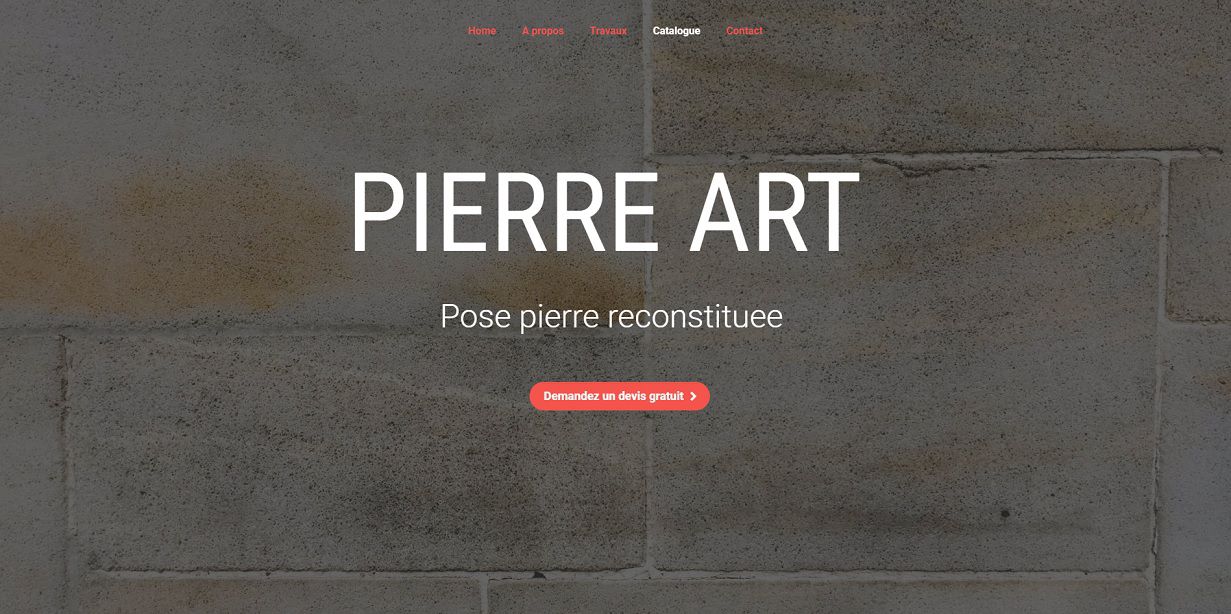 Home A propos Travaux Catalogue Contact
PIERRE ART
Pose pierre reconstituee
Demandez un devis gratuit